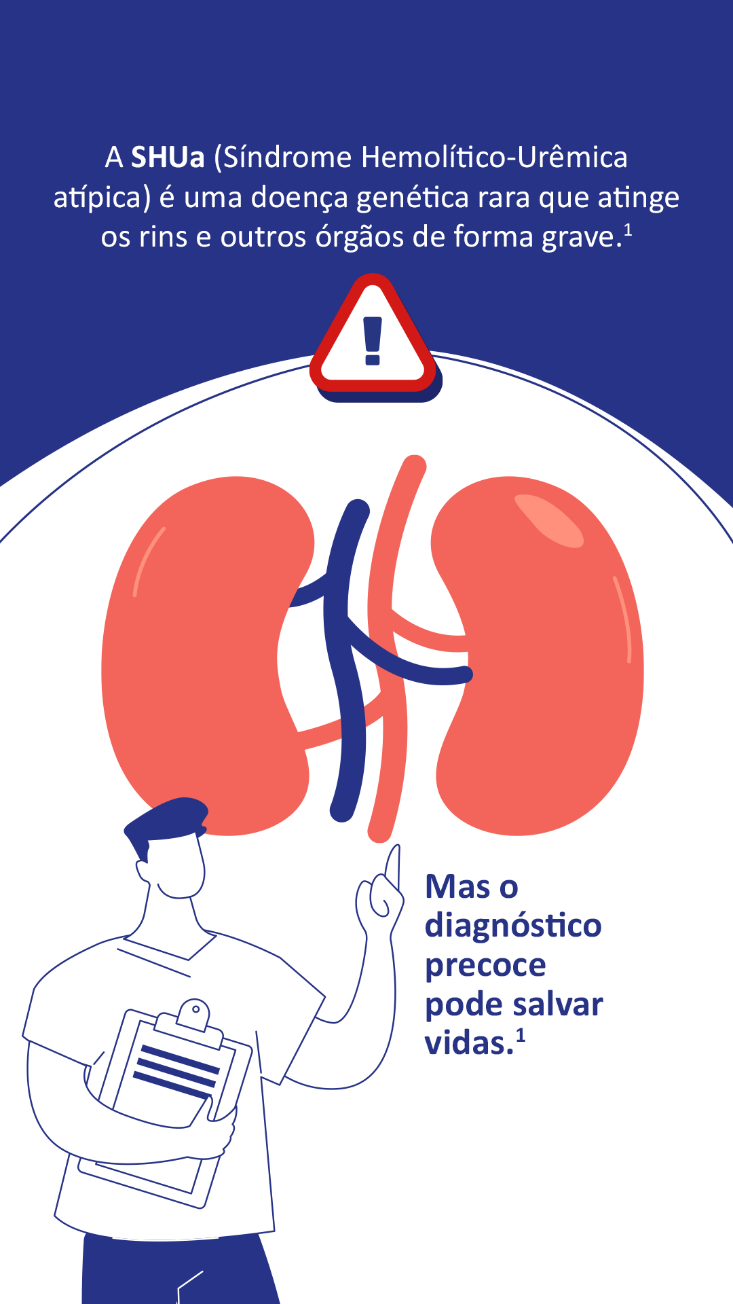 A SHUa (Síndrome Hemolítico-Urêmica
atípica) é uma doença genética rara que atinge
os rins e outros órgãos de forma grave.¹
!
Mas o
diagnóstico
precoce
pode salvar
vidas.¹